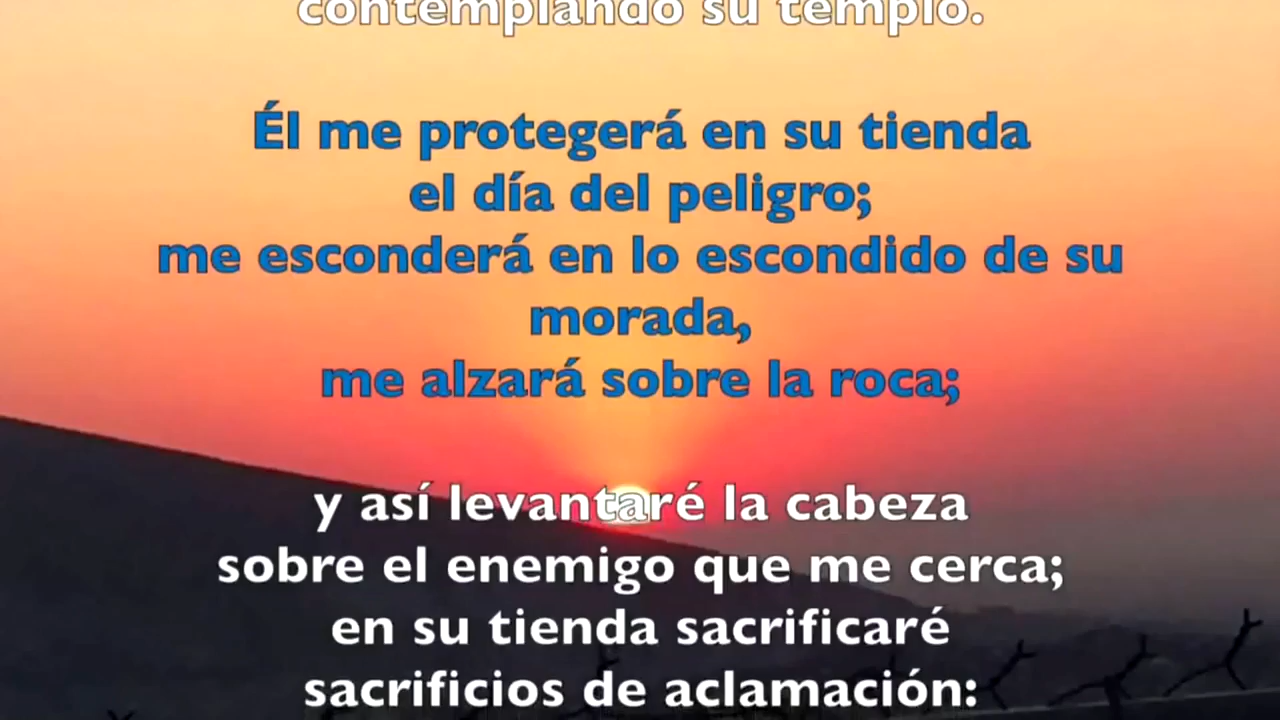 contemplando su templo.
Él me protegerá en su tienda
el día del peligro;
me esconderá en lo escondido de su
morada,
me alzará sobre la roca;
y así levantaré la cabeza
sobre el enemigo que me cerca;
en su tienda sacrificaré
sacrificios de aclamación: